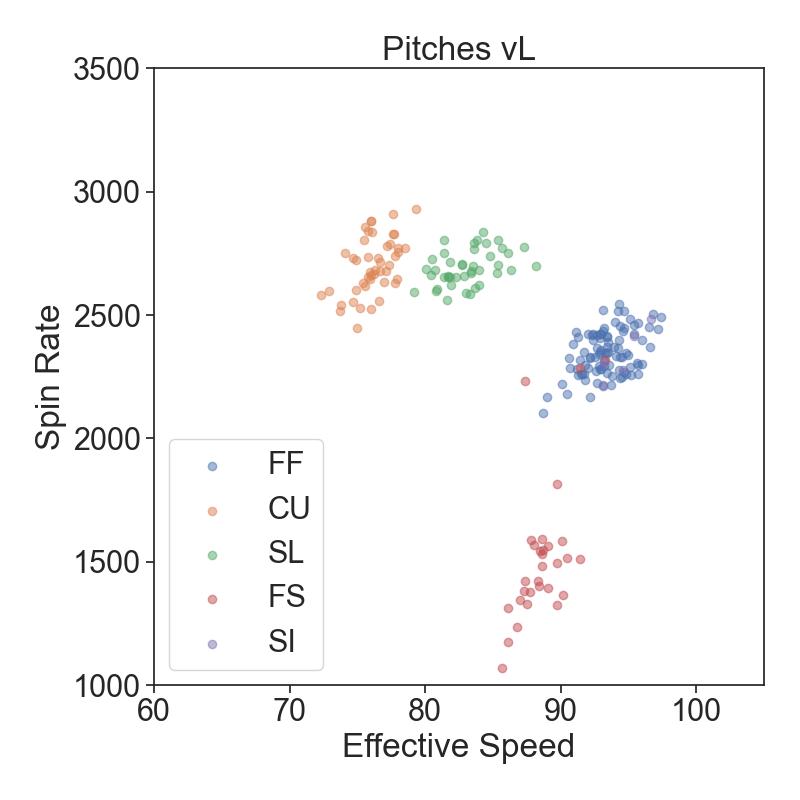 Pitches vL
3500
3000
2500
2000
1500
1000
Spin Rate
FF
CU
SL
FS
SI
60 70 80 90 100
Effective Speed